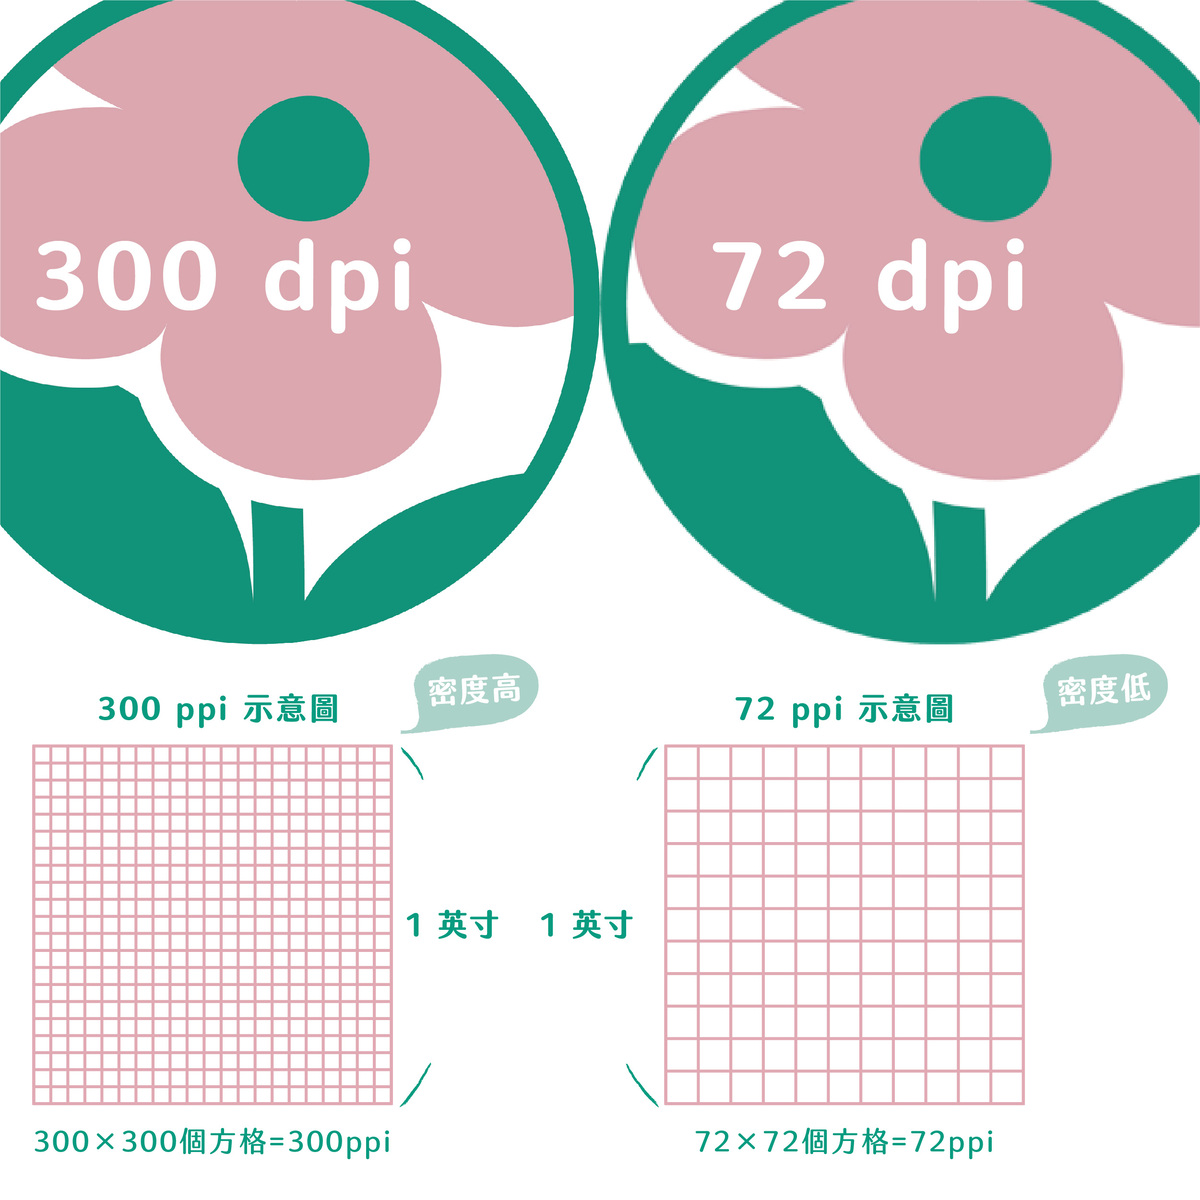 300 dpi
72 dpi
密度高
300 ppi 示意圖
密度低
72 ppi 示意圖
1 英寸
1 英寸
300×300個方格=300ppi
72×72個方格=72ppi